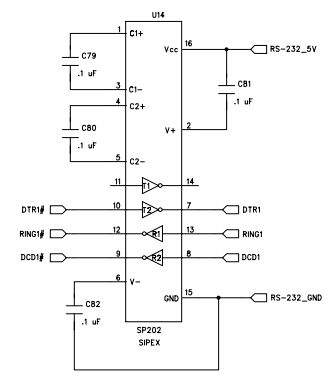 U14
1 C1+ Vcc 16 RS-232_5V
C79
.1 uF
C81
.1 uF
3 C1-
4 C2+
C80
.1 uF
V+ 2
5 C2-
11 T1 14
DTR1# 10 T2 7 DTR1
RING1# 12 R1 13 RING1
DCD1# 9 R2 8 DCD1
6 V-
GND 15 RS-232_GND
C82
.1 uF
SP202
SIPEX